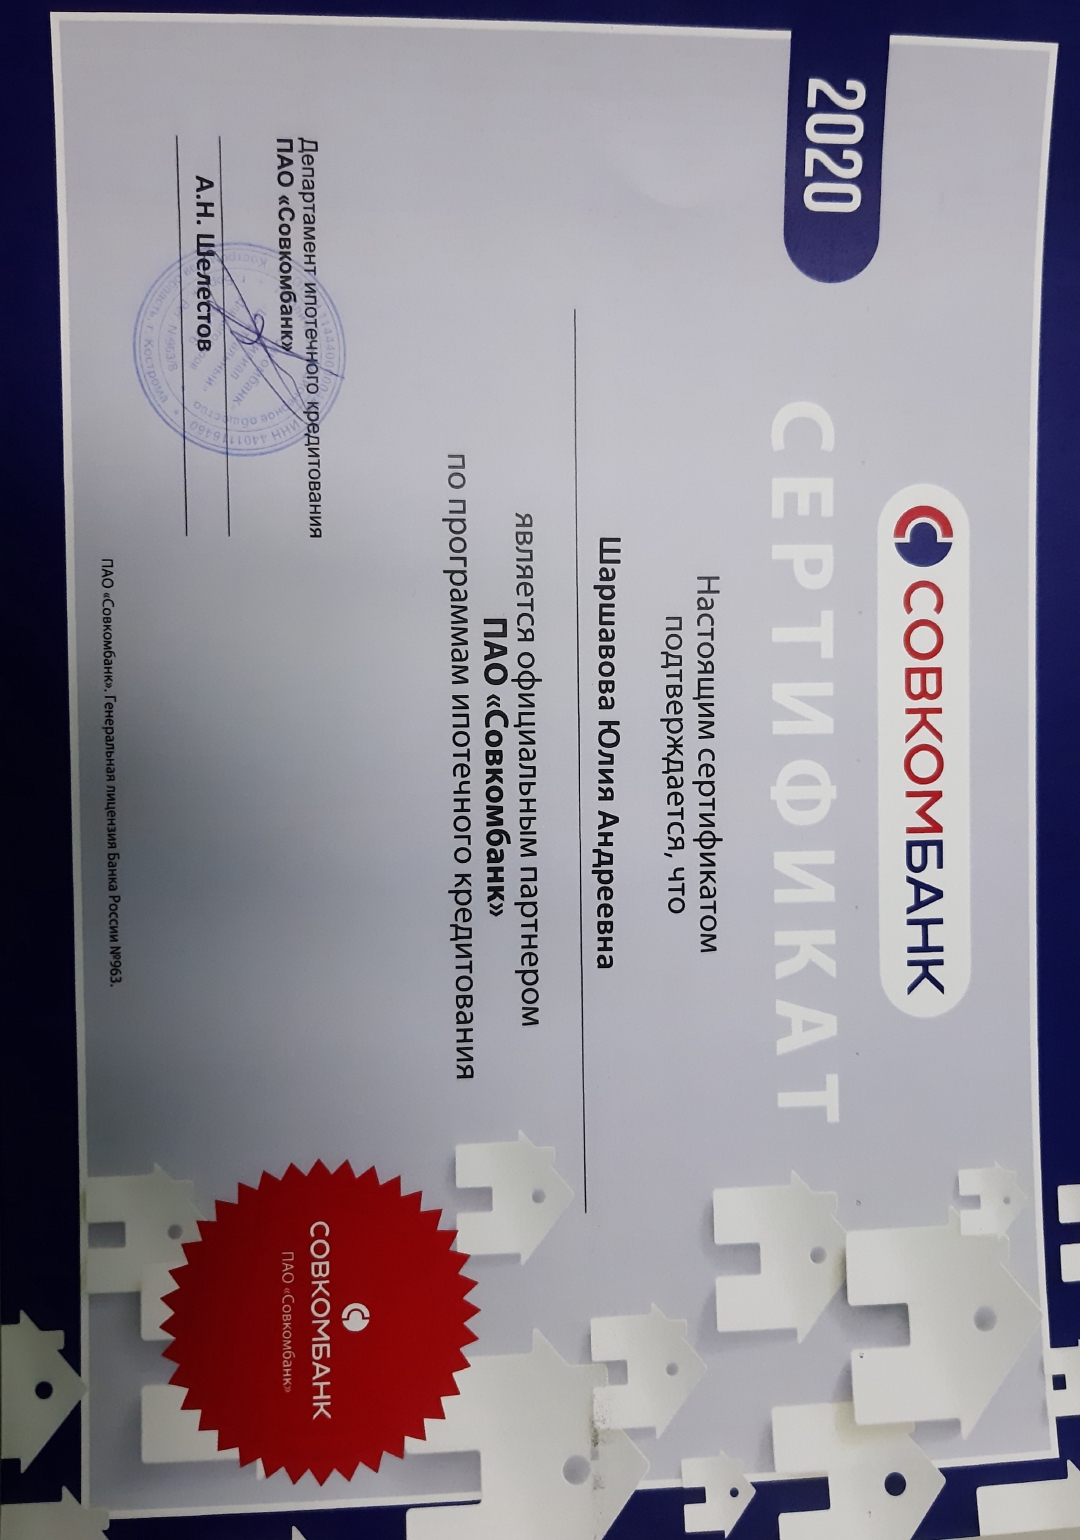 2020
СОВКОМБАНК
СЕРТИФИКАТ
Настоящим сертификатом
подтверждается, что
Шаршавова Юлия Андреевна
является официальным партнером
ПАО «Совкомбанк»
по программам ипотечного кредитования
Департамент ипотечного кредитования
ПАО «Совкомбанк»
А.Н. Шелестов
СОВКОМБАНК
ПАО «Совкомбанк»
ПАО «Совкомбанк». Генеральная лицензия Банка России №963.